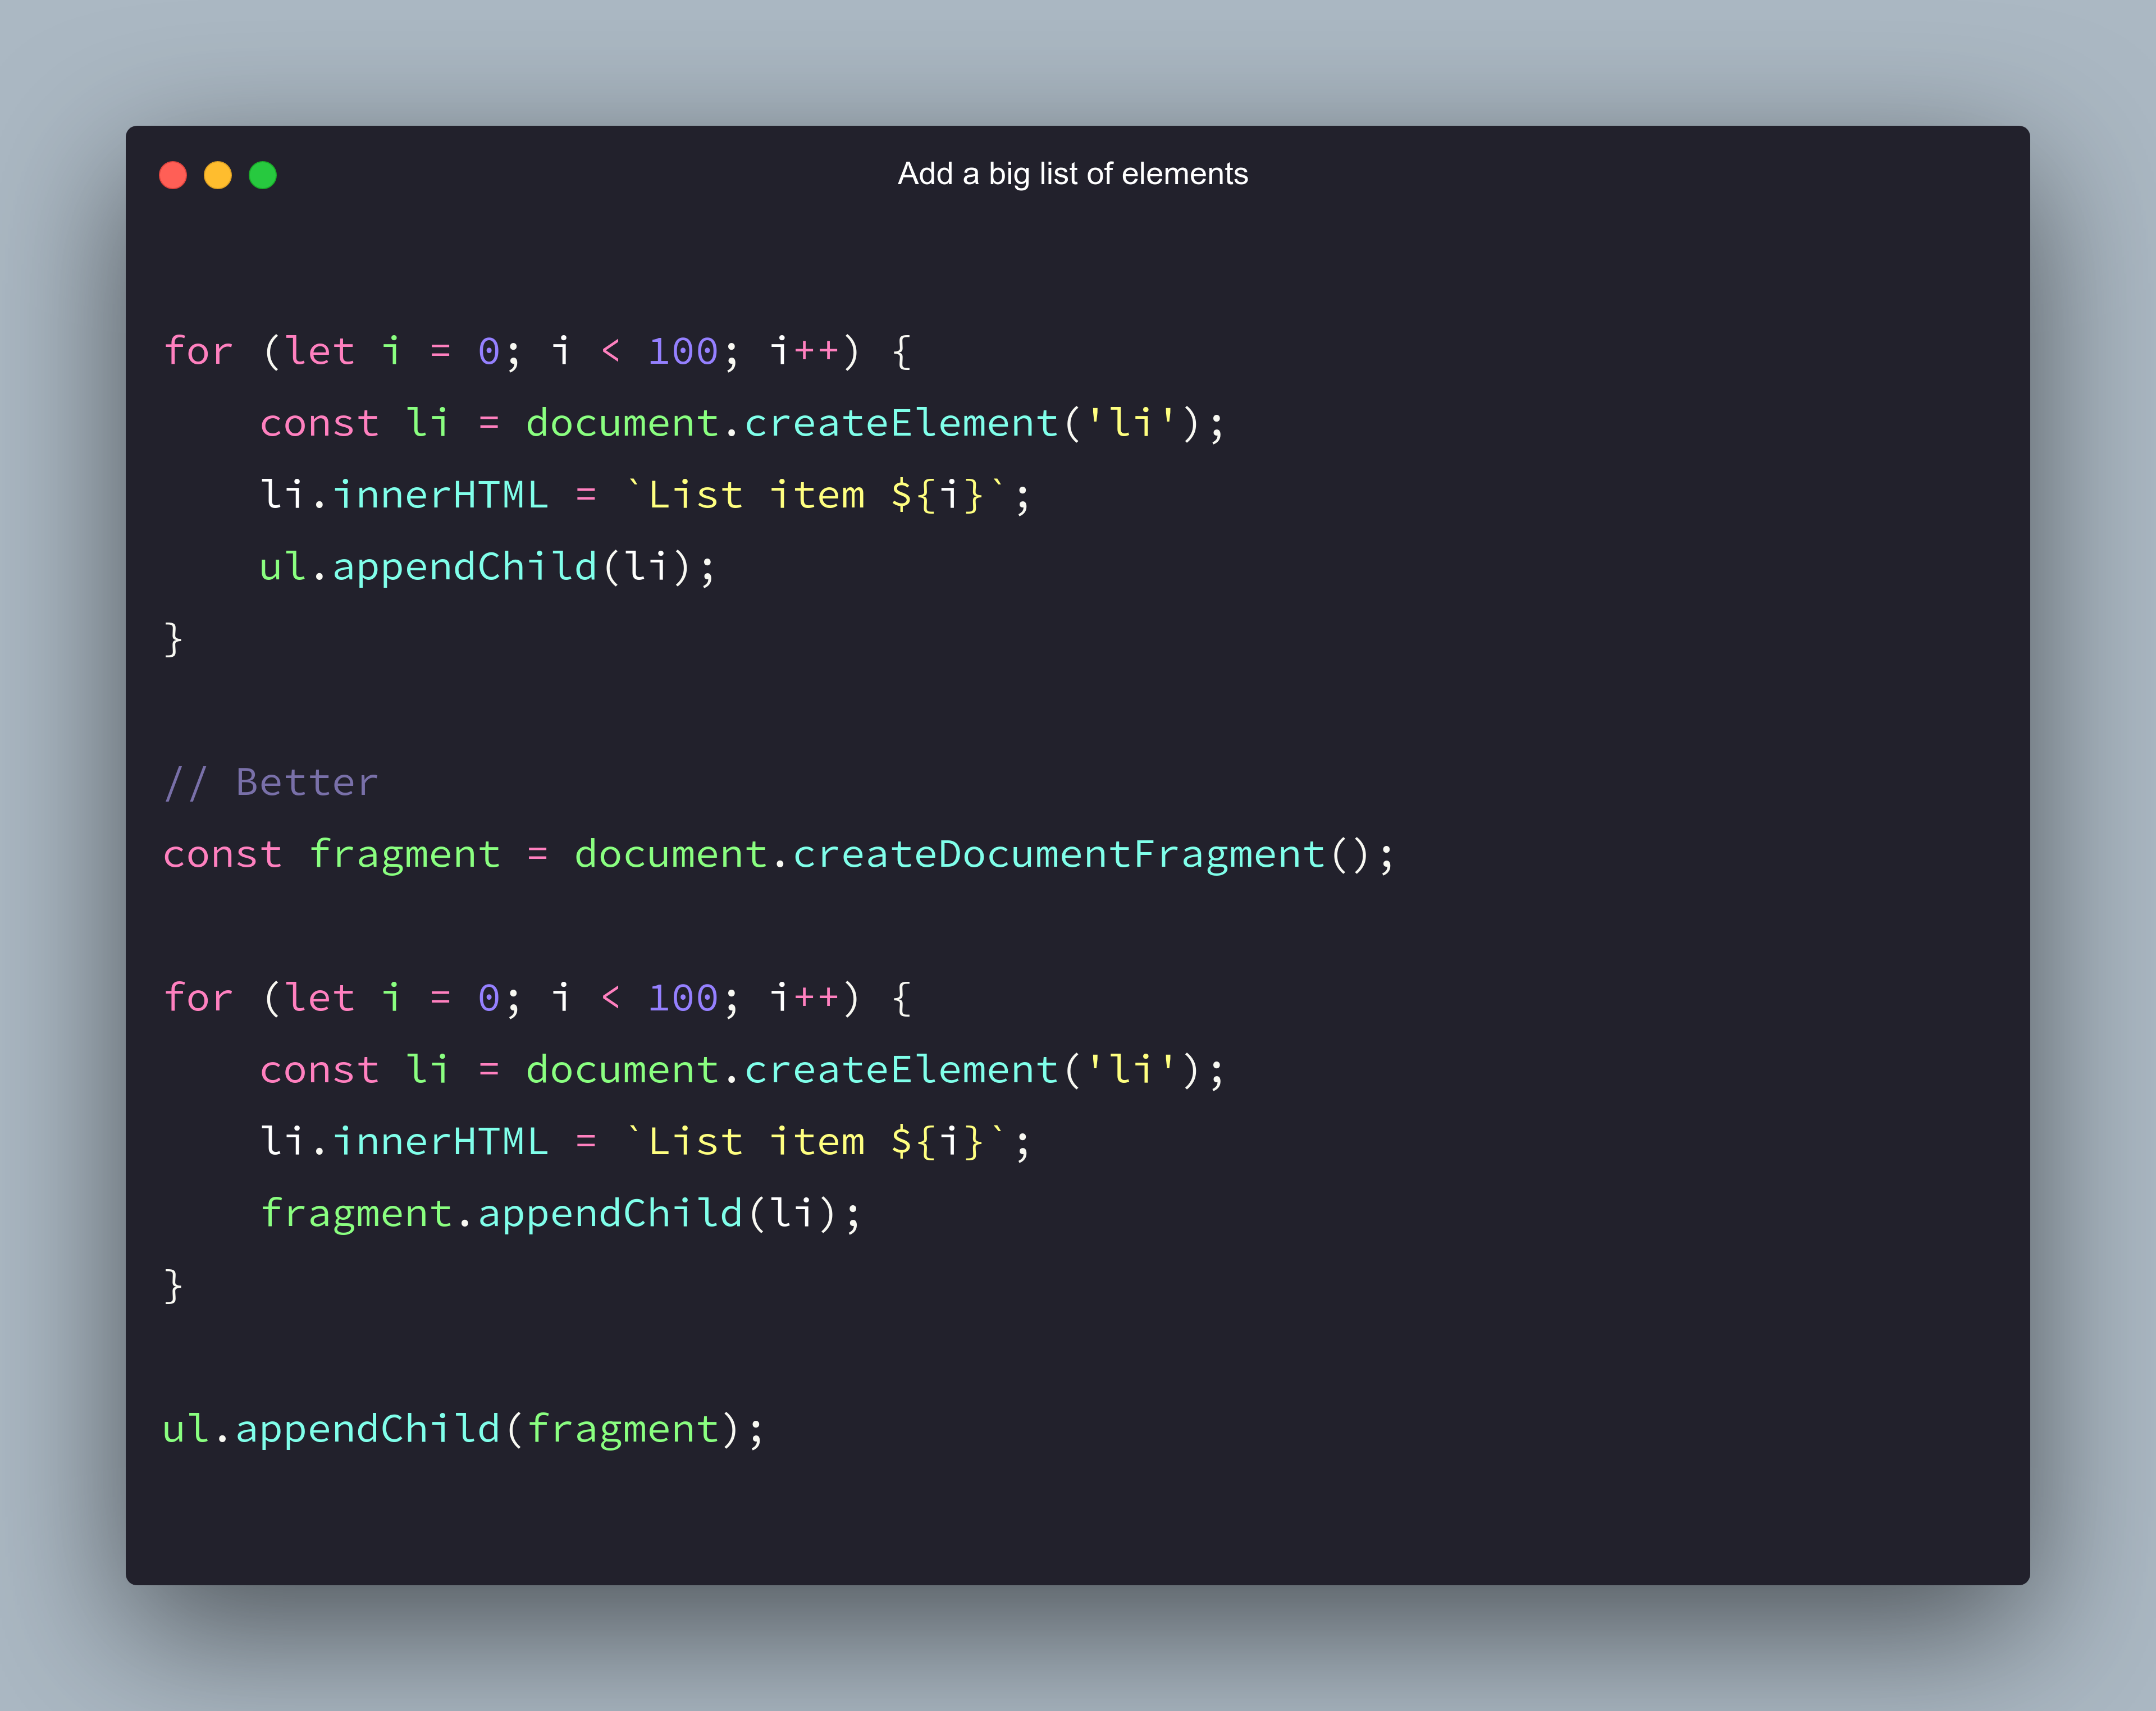 Add a big list of elements
for (let i = 0; i < 100; i++) {
    const li = document.createElement('li');
    li.innerHTML = `List item ${i}`;
    ul.appendChild(li);
}
// Better
const fragment = document.createDocumentFragment();
for (let i = 0; i < 100; i++) {
    const li = document.createElement('li');
    li.innerHTML = `List item ${i}`;
    fragment.appendChild(li);
}
ul.appendChild(fragment);